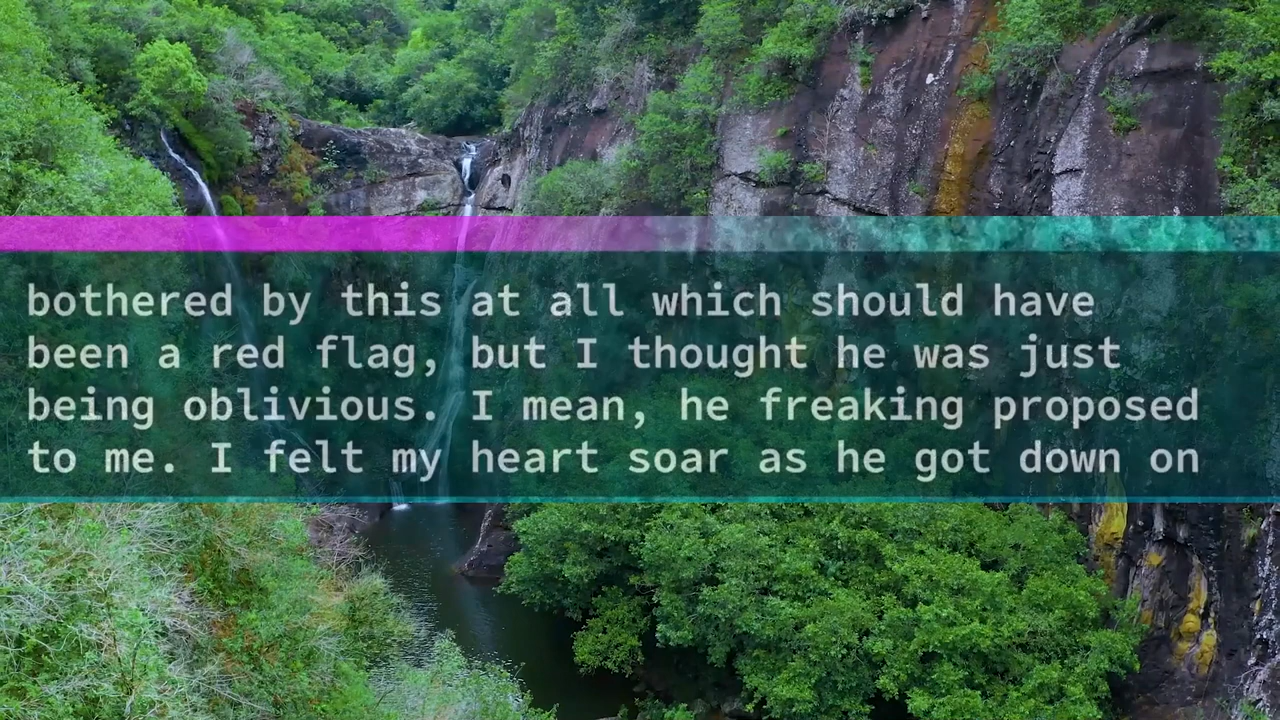 bothered by this at all which should have
been a red flag, but I thought he was just
being oblivious. I mean, he freaking proposed
to me. I felt my heart soar as he got down on